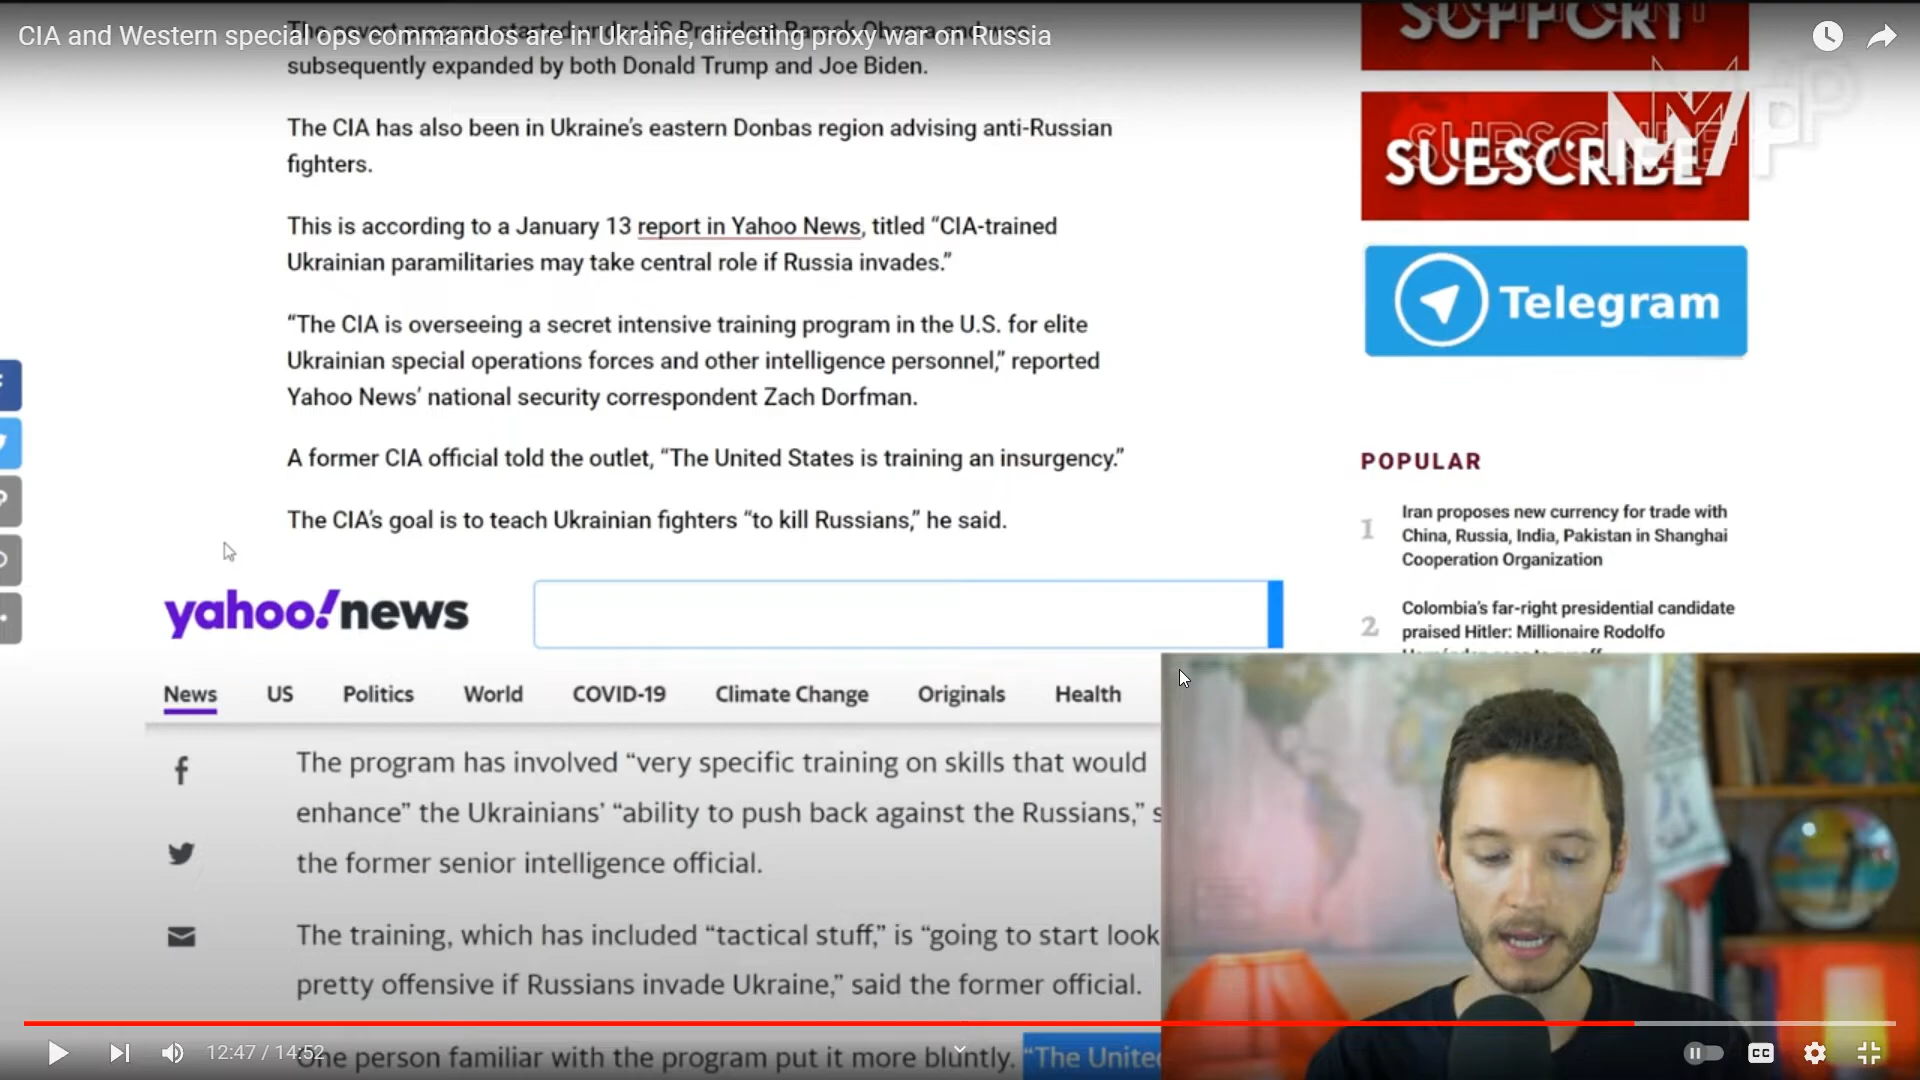 CIA and Western special ops commandos are in Ukraine, directing proxy war on Russia
subsequently expanded by both Donald Trump and Joe Biden.
The CIA has also been in Ukraine’s eastern Donbas region advising anti-Russian
fighters.
This is according to a January 13 report in Yahoo News, titled “CIA-trained
Ukrainian paramilitaries may take central role if Russia invades.”
“The CIA is overseeing a secret intensive training program in the U.S. for elite
Ukrainian special operations forces and other intelligence personnel,” reported
Yahoo News’ national security correspondent Zach Dorfman.
A former CIA official told the outlet, “The United States is training an insurgency.”
The CIA’s goal is to teach Ukrainian fighters “to kill Russians,” he said.
SUPPORT
SUBSCRIBE
Telegram
POPULAR
1 Iran proposes new currency for trade with
China, Russia, India, Pakistan in Shanghai
Cooperation Organization
2 Colombia’s far-right presidential candidate
praised Hitler: Millionaire Rodolfo
yahoo!news
News US Politics World COVID-19 Climate Change Originals Health
The program has involved “very specific training on skills that would
enhance” the Ukrainians’ “ability to push back against the Russians,” s
the former senior intelligence official.
The training, which has included “tactical stuff,” is “going to start look
pretty offensive if Russians invade Ukraine,” said the former official.
One person familiar with the program put it more bluntly. “The United
12:47 / 14:52
CC